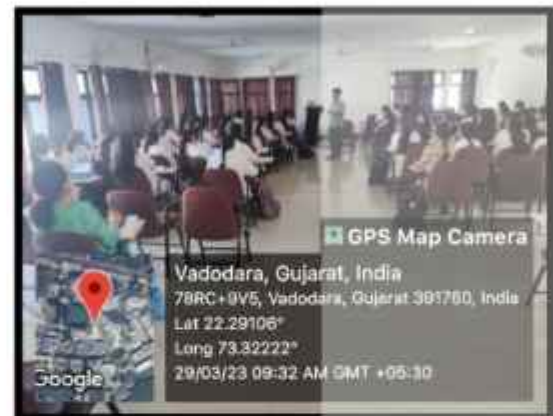 GPS Map Camera
Vadodara, Gujarat, India
78RC+9V5, Vadodara, Gujarat 391760, India
Lat 22.29106°
Long 73.32222°
29/03/23 09:32 AM GMT +05:30
Google